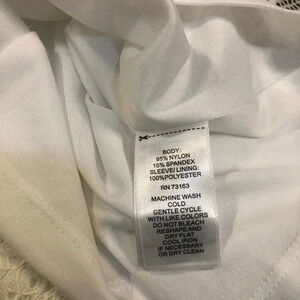 BODY:
85% NYLON
15% SPANDEX
SLEEVE/LINING:
100%POLYESTER
RN 73163
MACHINE WASH
COLD
GENTLE CYCLE
WITH LIKE COLORS
DO NOT BLEACH
RESHAPE AND
DRY FLAT
COOL IRON
IF NECESSARY
OR DRY CLEAN